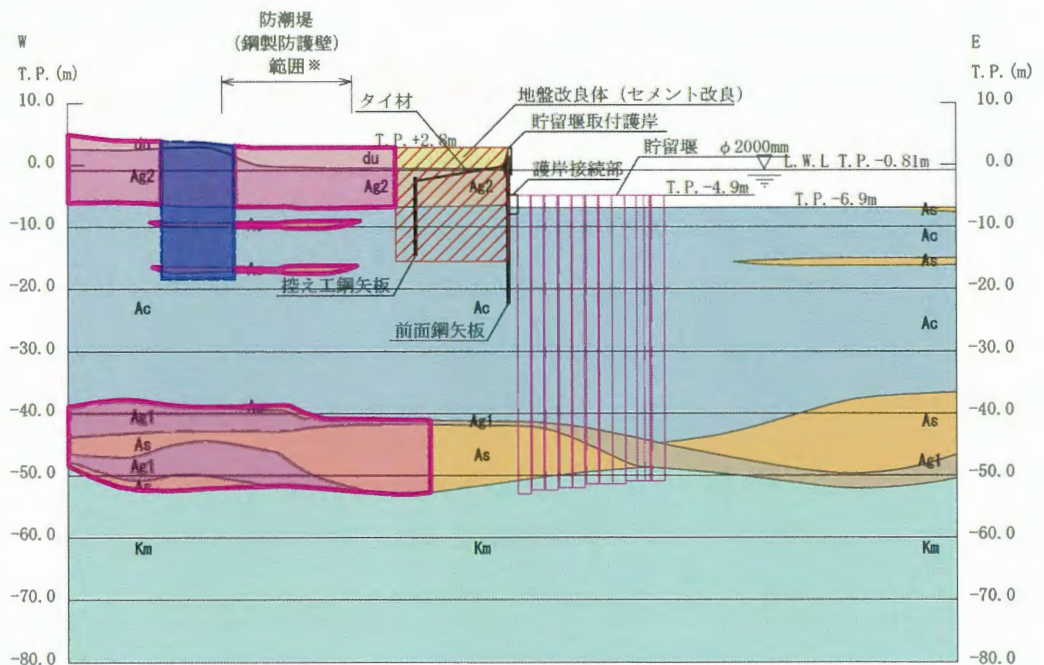 防潮堤
(鋼製防護壁)
範囲※
W
E
T.P.(m)
T.P.(m)
10.0
10.0
タイ材
地盤改良体（セメント改良）
貯留堰取付護岸
T.P.+2.8m
貯留堰 φ2000mm
du
du
0.0
0.0
L.W.L T.P.-0.81m
護岸接続部
Ag2
Ag2
Ag2
T.P.-4.9m
T.P.-6.9m
As
-10.0
-10.0
Ac
As
-20.0
-20.0
控え工鋼矢板
Ac
Ac
Ac
前面鋼矢板
-30.0
-30.0
-40.0
-40.0
Ag1
Ag1
As
As
As
Ag1
Ag1
-50.0
-50.0
As
-60.0
-60.0
Km
Km
Km
-70.0
-70.0
-80.0
-80.0